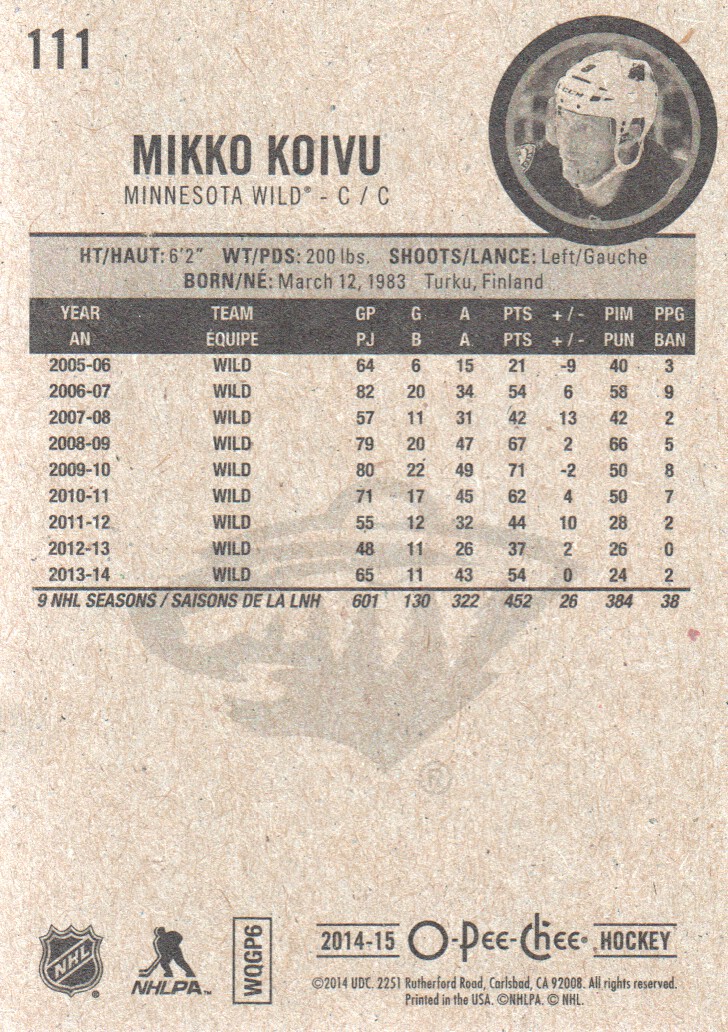 111
MIKKO KOIVU
MINNESOTA WILD® - C / C
HT/HAUT: 6'2" WT/PDS: 200 lbs. SHOOTS/LANCE: Left/Gauche
BORN/NÉ: March 12, 1983 Turku, Finland
YEAR TEAM GP G A PTS +/- PIM PPG
AN ÉQUIPE PJ B A PTS +/- PUN BAN
2005-06 WILD 64 6 15 21 -9 40 3
2006-07 WILD 82 20 34 54 6 58 9
2007-08 WILD 57 11 31 42 13 42 2
2008-09 WILD 79 20 47 67 2 66 5
2009-10 WILD 80 22 49 71 -2 50 8
2010-11 WILD 71 17 45 62 4 50 7
2011-12 WILD 55 12 32 44 10 28 2
2012-13 WILD 48 11 26 37 2 26 0
2013-14 WILD 65 11 43 54 0 24 2
9 NHL SEASONS / SAISONS DE LA LNH 601 130 322 452 26 384 38
®
NHL ®
NHLPA™
WQGP6
2014-15 O-Pee-Chee® HOCKEY
©2014 UDC. 2251 Rutherford Road, Carlsbad, CA 92008. All rights reserved.
Printed in the USA. ©NHLPA. © NHL.